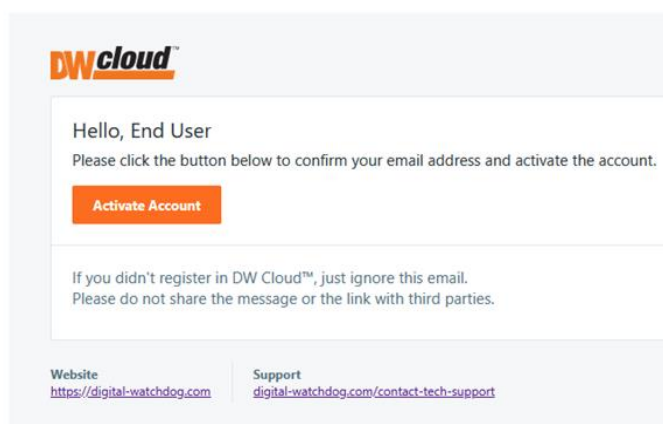 DWcloud™
Hello, End User
Please click the button below to confirm your email address and activate the account.
Activate Account
If you didn't register in DW Cloud™, just ignore this email.
Please do not share the message or the link with third parties.
Website
https://digital-watchdog.com
Support
digital-watchdog.com/contact-tech-support